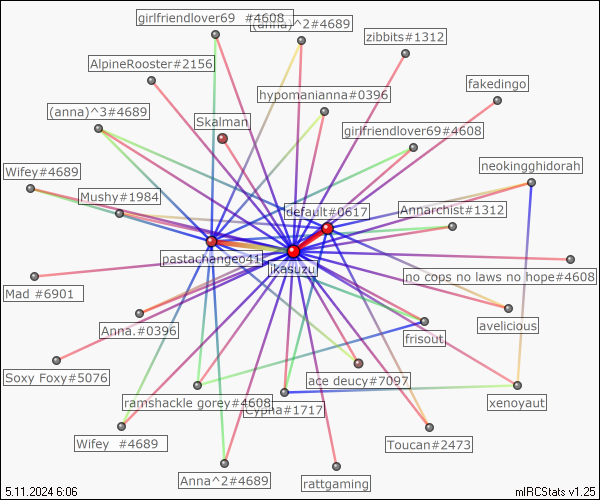 girlfriendlover69  #4608
(anna)^2#4689
zibbits#1312
AlpineRooster#2156
fakedingo
hypomanianna#0396
(anna)^3#4689
Skalman
girlfriendlover69#4608
Wifey#4689
neokingghidorah
Mushy#1984
default#0617
Annarchist#1312
pastachange041
ikasuzu
no cops no laws no hope#4608
Mad #6901
Anna.#0396
avelicious
frisout
Soxy Foxy#5076
ace deucy#7097
ramshackle gorey#4608
Cypha#1717
xenoyaut
Wifey  #4689
Toucan#2473
Anna^2#4689
rattgaming
5.11.2024 6:06
mIRCStats v1.25